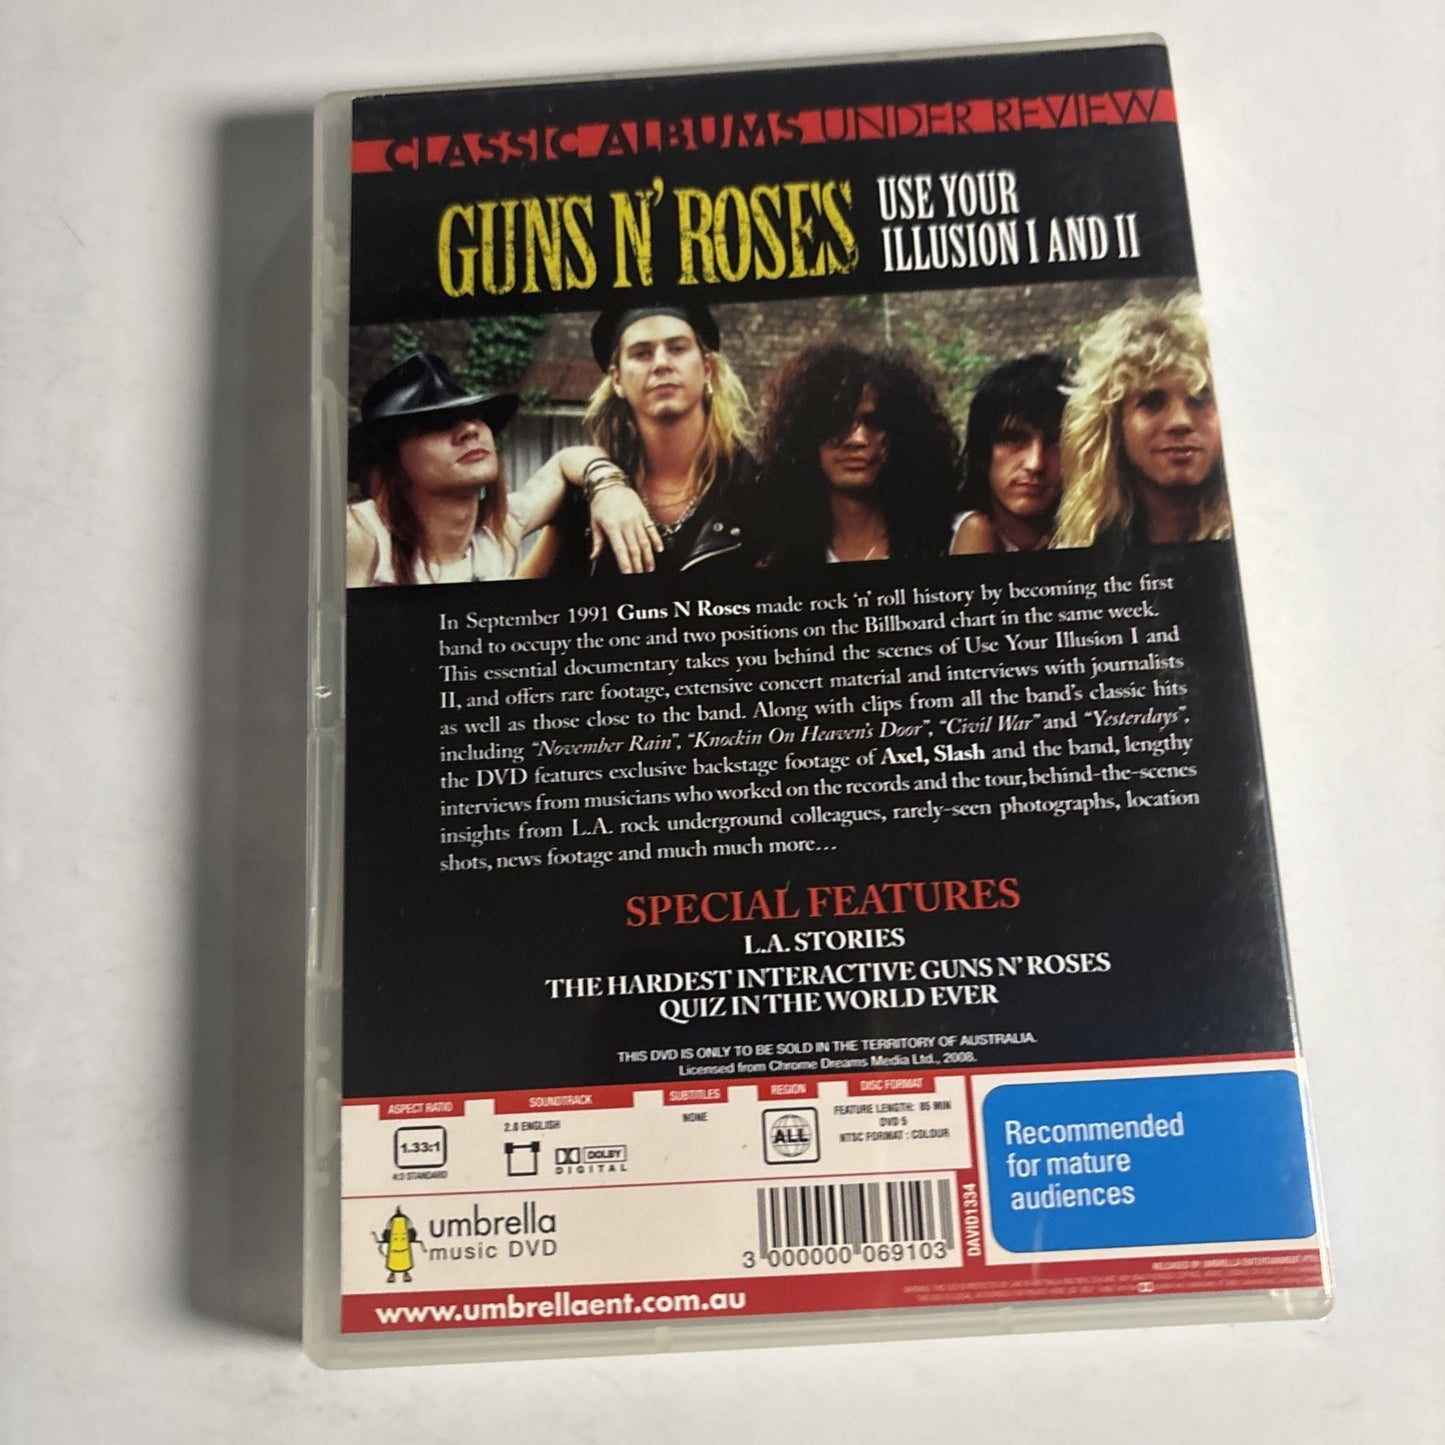 CLASSIC ALBUMS UNDER REVIEW
GUNS N' ROSES
USE YOUR
ILLUSION I AND II
In September 1991 Guns N Roses made rock 'n' roll history by becoming the first
band to occupy the one and two positions on the Billboard chart in the same week.
This essential documentary takes you behind the scenes of Use Your Illusion I and
II, and offers rare footage, extensive concert material and interviews with journalists
as well as those close to the band. Along with clips from all the band's classic hits
including "November Rain", "Knockin On Heaven's Door", "Civil War" and "Yesterdays",
the DVD features exclusive backstage footage of Axel, Slash and the band, lengthy
interviews from musicians who worked on the records and the tour, behind-the-scenes
insights from L.A. rock underground colleagues, rarely-seen photographs, location
shots, news footage and much much more...
SPECIAL FEATURES
L.A. STORIES
THE HARDEST INTERACTIVE GUNS N' ROSES
QUIZ IN THE WORLD EVER
THIS DVD IS ONLY TO BE SOLD IN THE TERRITORY OF AUSTRALIA.
Licensed from Chrome Dreams Media Ltd., 2008.
ASPECT RATIO
1.33:1
4:3 STANDARD
SOUNDTRACK
2.0 ENGLISH
DOLBY
DIGITAL
SUBTITLES
NONE
REGION
ALL
DISC FORMAT
FEATURE LENGTH: 85 MIN
DVD 5
NTSC FORMAT : COLOUR
Recommended
for mature
audiences
umbrella
music DVD
3 000000 069103
DAVID1334
www.umbrellaent.com.au